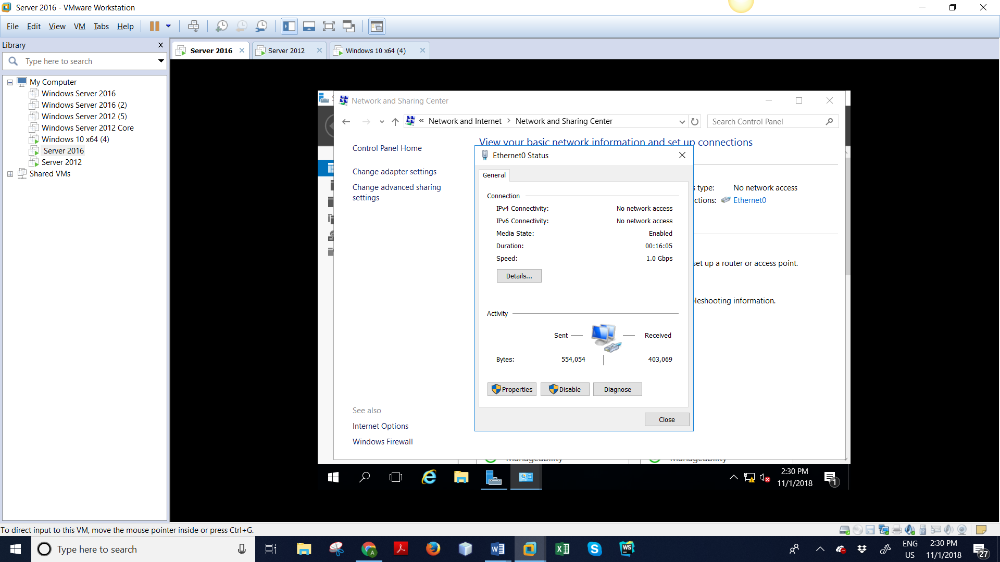 Server 2016 - VMware Workstation
File Edit View VM Tabs Help
Library
Type here to search
My Computer
Windows Server 2016
Windows Server 2016 (2)
Windows Server 2012 (5)
Windows Server 2012 Core
Windows 10 x64 (4)
Server 2016
Server 2012
Shared VMs
Server 2016
Server 2012
Windows 10 x64 (4)
Network and Sharing Center
« Network and Internet > Network and Sharing Center
Search Control Panel
Control Panel Home
Change adapter settings
Change advanced sharing
settings
See also
Internet Options
Windows Firewall
View your basic network information and set up connections
s type: No network access
ections: Ethernet0
set up a router or access point.
leshooting information.
Ethernet0 Status
General
Connection
IPv4 Connectivity: No network access
IPv6 Connectivity: No network access
Media State: Enabled
Duration: 00:16:05
Speed: 1.0 Gbps
Details...
Activity
Sent Received
Bytes: 554,054 403,069
Properties Disable Diagnose
Close
Manageability Manageability
2:30 PM
11/1/2018
1
To direct input to this VM, move the mouse pointer inside or press Ctrl+G.
Type here to search
ENG
US
2:30 PM
11/1/2018
27